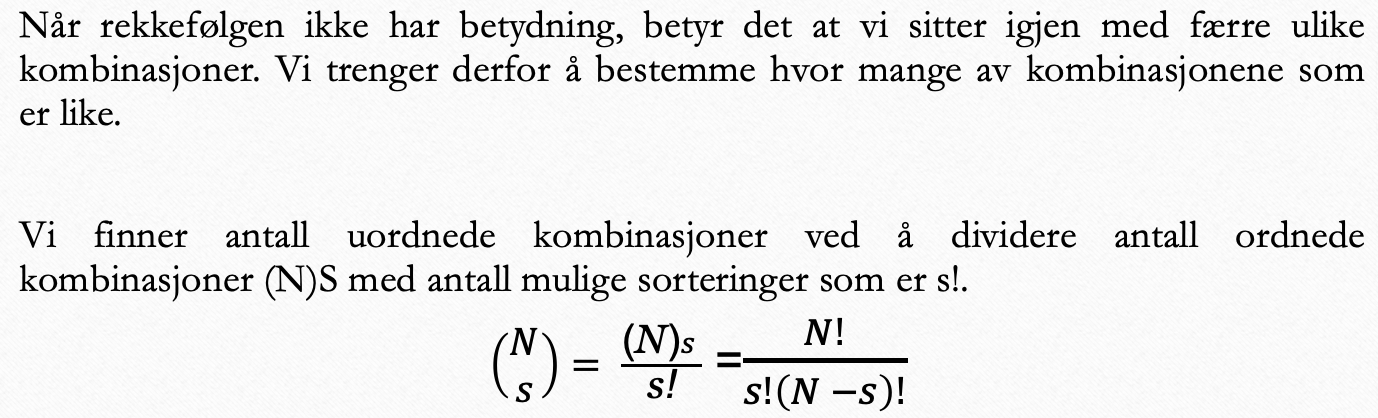 Når rekkefølgen ikke har betydning, betyr det at vi sitter igjen med færre ulike
kombinasjoner. Vi trenger derfor å bestemme hvor mange av kombinasjonene som
er like.
Vi finner antall uordnede kombinasjoner ved å dividere antall ordnede
kombinasjoner (N)S med antall mulige sorteringer som er s!.
(N s) = (N)s / s! = N! / s!(N −s)!